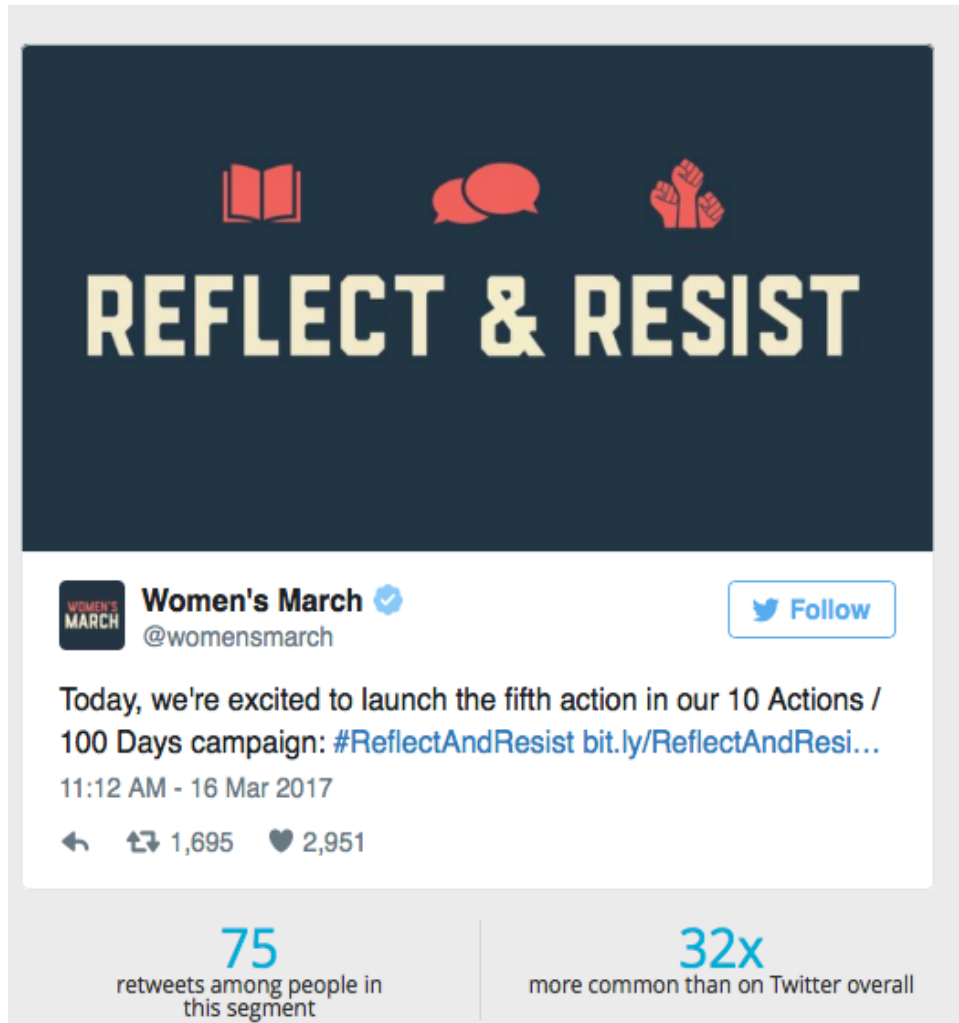 REFLECT & RESIST
WOMEN'S
MARCH
Women's March
@womensmarch
Follow
Today, we're excited to launch the fifth action in our 10 Actions /
100 Days campaign: #ReflectAndResist bit.ly/ReflectAndResi…
11:12 AM - 16 Mar 2017
1,695 2,951
75
retweets among people in
this segment
32x
more common than on Twitter overall